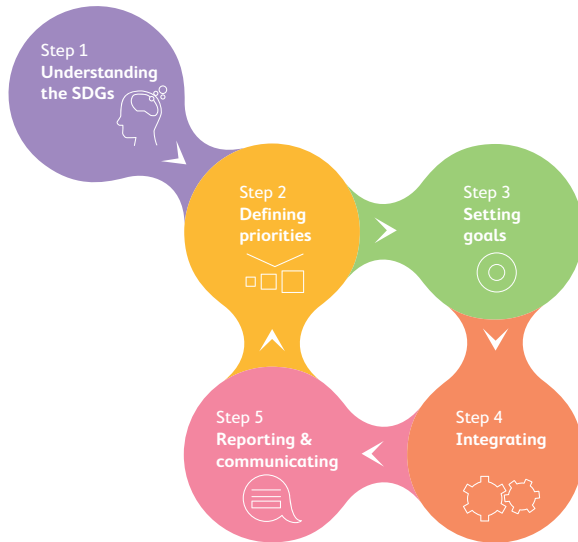 Step 1
Understanding
the SDGs
Step 2
Defining
priorities
Step 3
Setting
goals
Step 4
Integrating
Step 5
Reporting &
communicating